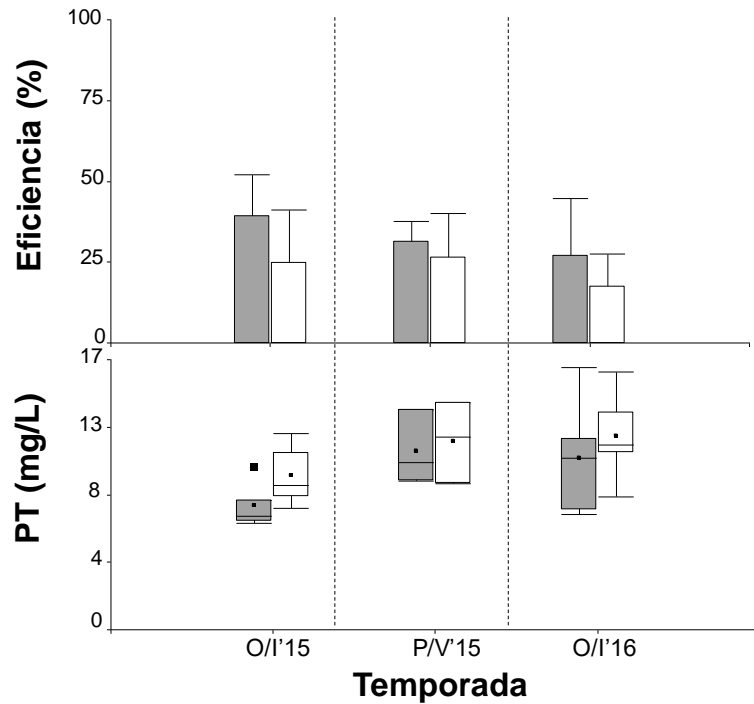 Eficiencia (%)
100
75
50
25
0
PT (mg/L)
17
13
8
4
0
O/I'15 P/V'15 O/I'16
Temporada